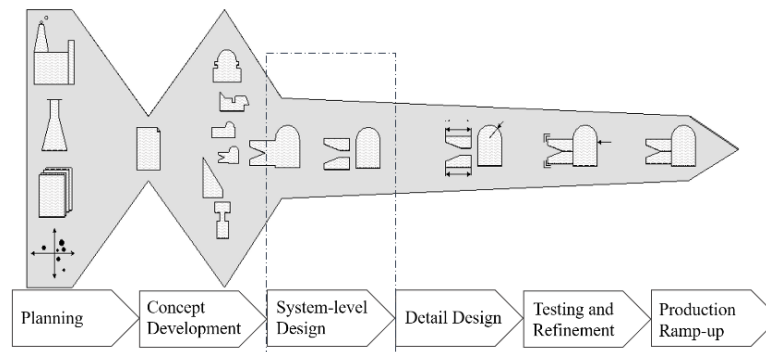 Planning
Concept
Development
System-level
Design
Detail Design
Testing and
Refinement
Production
Ramp-up